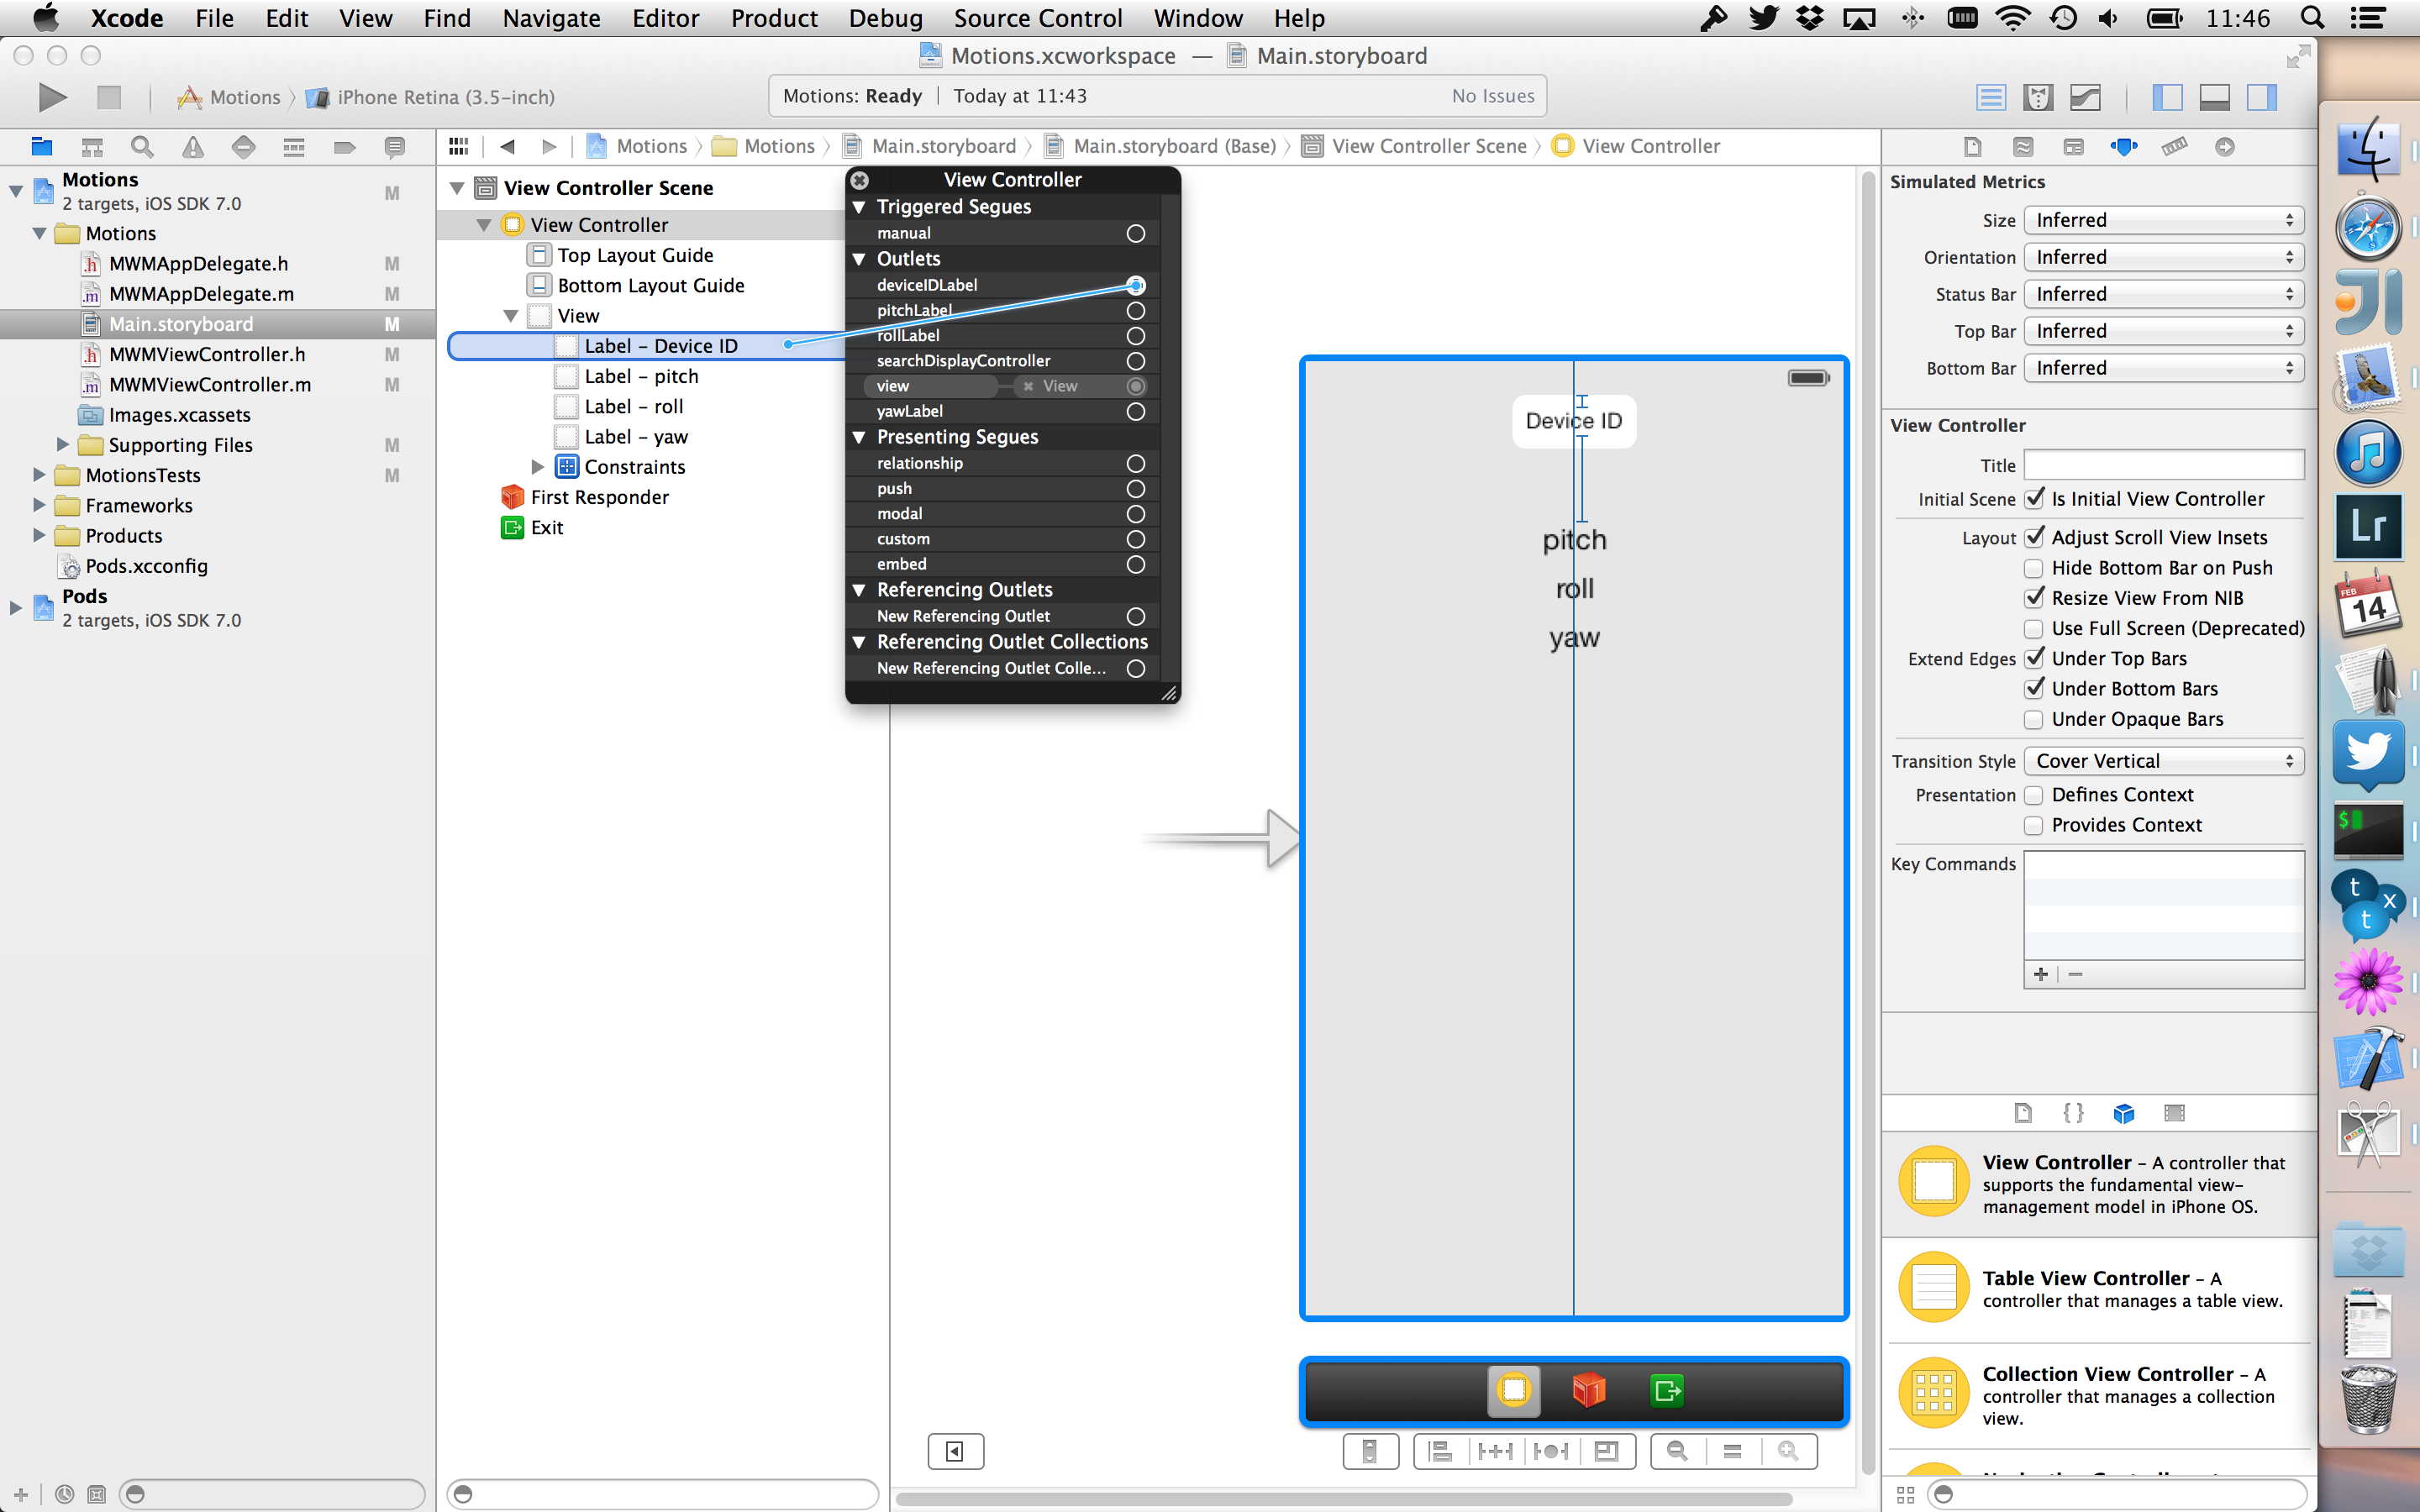 Xcode File Edit View Find Navigate Editor Product Debug Source Control Window Help 11:46
Motions.xcworkspace — Main.storyboard
Motions iPhone Retina (3.5-inch)
Motions: Ready Today at 11:43 No Issues
Motions Motions Main.storyboard Main.storyboard (Base) View Controller Scene View Controller
Motions M
2 targets, iOS SDK 7.0
Motions
MWMAppDelegate.h M
MWMAppDelegate.m M
Main.storyboard M
MWMViewController.h M
MWMViewController.m M
Images.xcassets
Supporting Files M
MotionsTests M
Frameworks
Products
Pods.xcconfig
Pods
2 targets, iOS SDK 7.0
View Controller Scene
View Controller
Top Layout Guide
Bottom Layout Guide
View
Label – Device ID
Label – pitch
Label – roll
Label – yaw
Constraints
First Responder
Exit
View Controller
Triggered Segues
manual
Outlets
deviceIDLabel
pitchLabel
rollLabel
searchDisplayController
view View
yawLabel
Presenting Segues
relationship
push
modal
custom
embed
Referencing Outlets
New Referencing Outlet
Referencing Outlet Collections
New Referencing Outlet Colle...
Device ID
pitch
roll
yaw
Simulated Metrics
Size Inferred
Orientation Inferred
Status Bar Inferred
Top Bar Inferred
Bottom Bar Inferred
View Controller
Title
Initial Scene Is Initial View Controller
Layout Adjust Scroll View Insets
Hide Bottom Bar on Push
Resize View From NIB
Use Full Screen (Deprecated)
Extend Edges Under Top Bars
Under Bottom Bars
Under Opaque Bars
Transition Style Cover Vertical
Presentation Defines Context
Provides Context
Key Commands
View Controller – A controller that
supports the fundamental view-
management model in iPhone OS.
Table View Controller – A
controller that manages a table view.
Collection View Controller – A
controller that manages a collection
view.
Lr
FEB
14
$
t
x
t